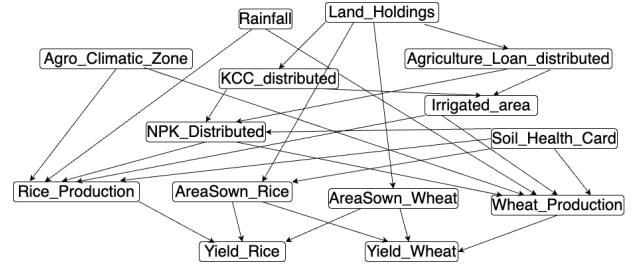 Land_Holdings
Rainfall
Agro_Climatic_Zone
Agriculture_Loan_distributed
KCC_distributed
Irrigated_area
NPK_Distributed
Soil_Health_Card
Rice_Production
AreaSown_Rice
AreaSown_Wheat
Wheat_Production
Yield_Rice
Yield_Wheat